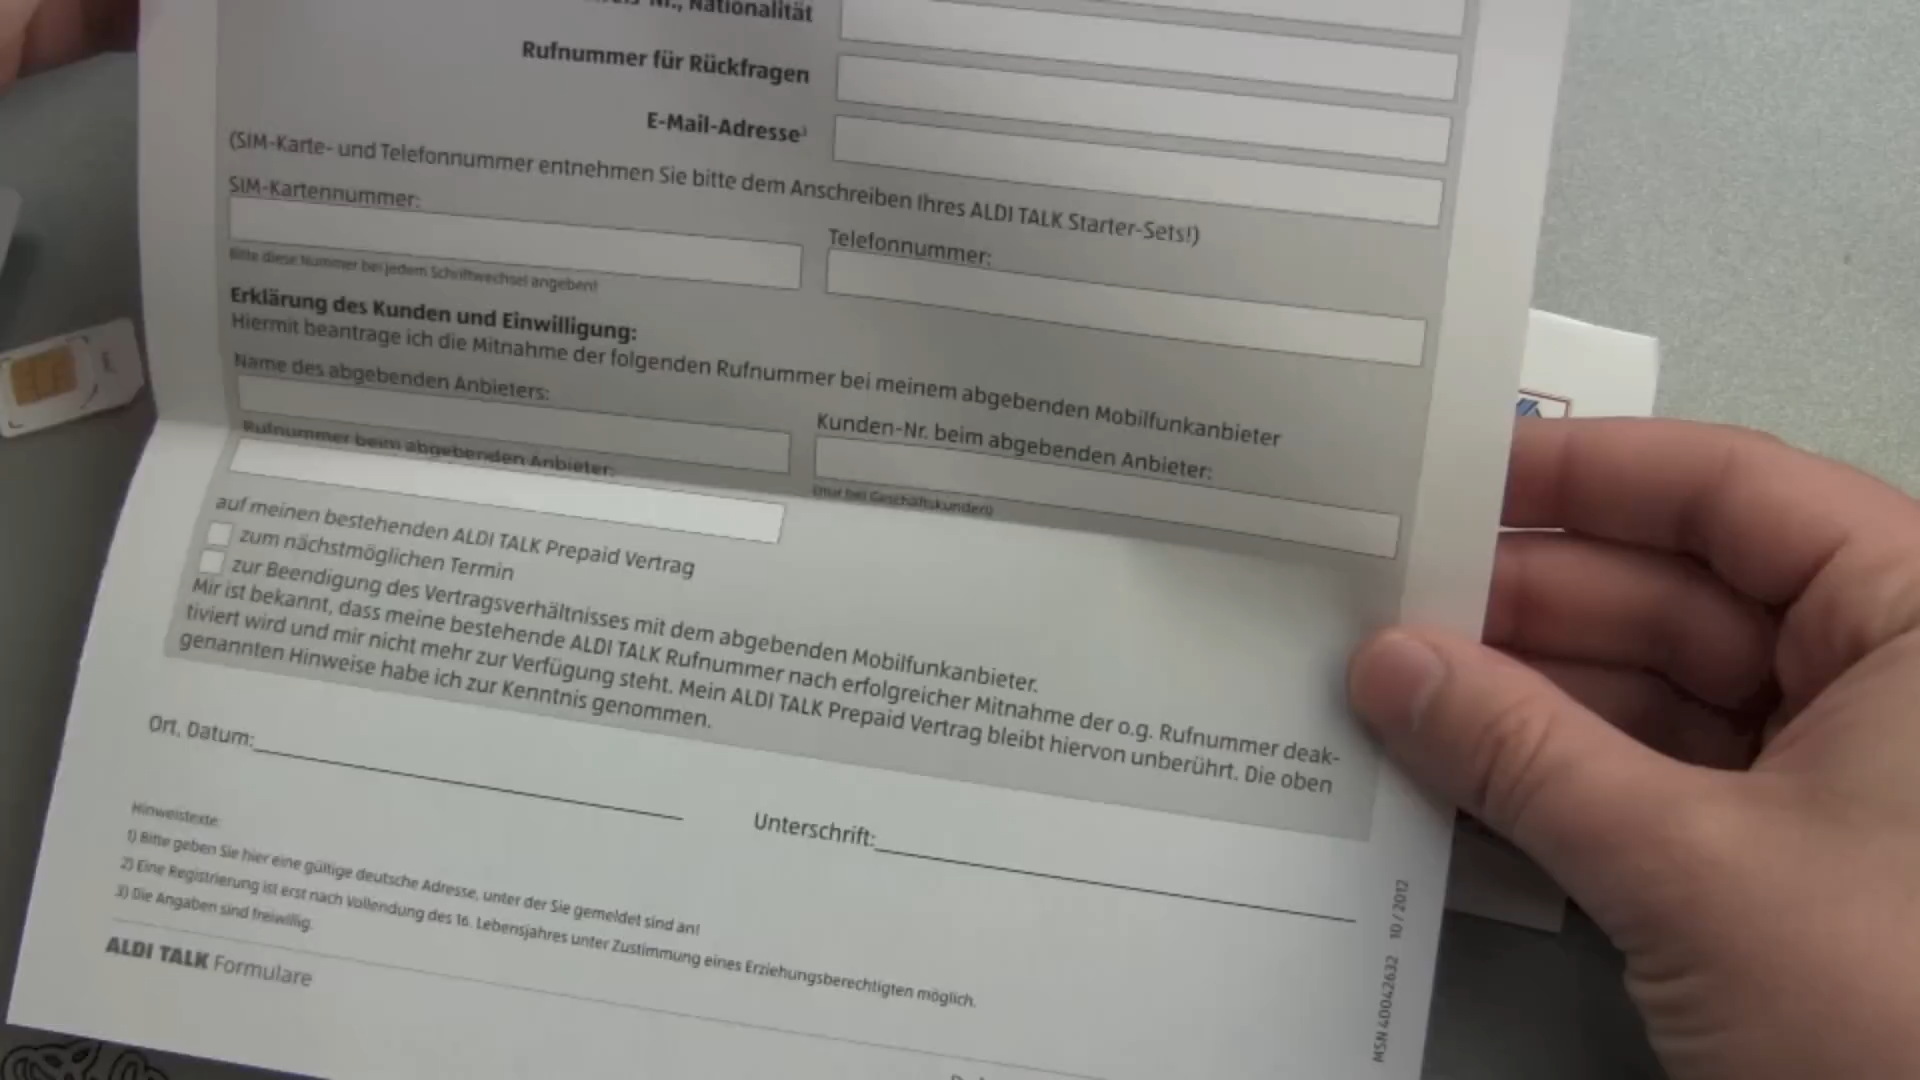 Nr., Nationalität
Rufnummer für Rückfragen
E-Mail-Adresse³
(SIM-Karte- und Telefonnummer entnehmen Sie bitte dem Anschreiben Ihres ALDI TALK Starter-Sets!)
SIM-Kartennummer:
Telefonnummer:
Bitte diese Nummer bei jedem Schriftwechsel angeben!
Erklärung des Kunden und Einwilligung:
Hiermit beantrage ich die Mitnahme der folgenden Rufnummer bei meinem abgebenden Mobilfunkanbieter
Name des abgebenden Anbieters:
Kunden-Nr. beim abgebenden Anbieter:
(nur bei Geschäftskunden)
Rufnummer beim abgebenden Anbieter:
auf meinen bestehenden ALDI TALK Prepaid Vertrag
zum nächstmöglichen Termin
zur Beendigung des Vertragsverhältnisses mit dem abgebenden Mobilfunkanbieter.
Mir ist bekannt, dass meine bestehende ALDI TALK Rufnummer nach erfolgreicher Mitnahme der o.g. Rufnummer deak-
tiviert wird und mir nicht mehr zur Verfügung steht. Mein ALDI TALK Prepaid Vertrag bleibt hiervon unberührt. Die oben
genannten Hinweise habe ich zur Kenntnis genommen.
Ort, Datum:
Unterschrift:
Hinweistexte:
1) Bitte geben Sie hier eine gültige deutsche Adresse, unter der Sie gemeldet sind an!
2) Eine Registrierung ist erst nach Vollendung des 16. Lebensjahres unter Zustimmung eines Erziehungsberechtigten möglich.
3) Die Angaben sind freiwillig.
ALDI TALK Formulare
MSN 40042632 10 / 2012